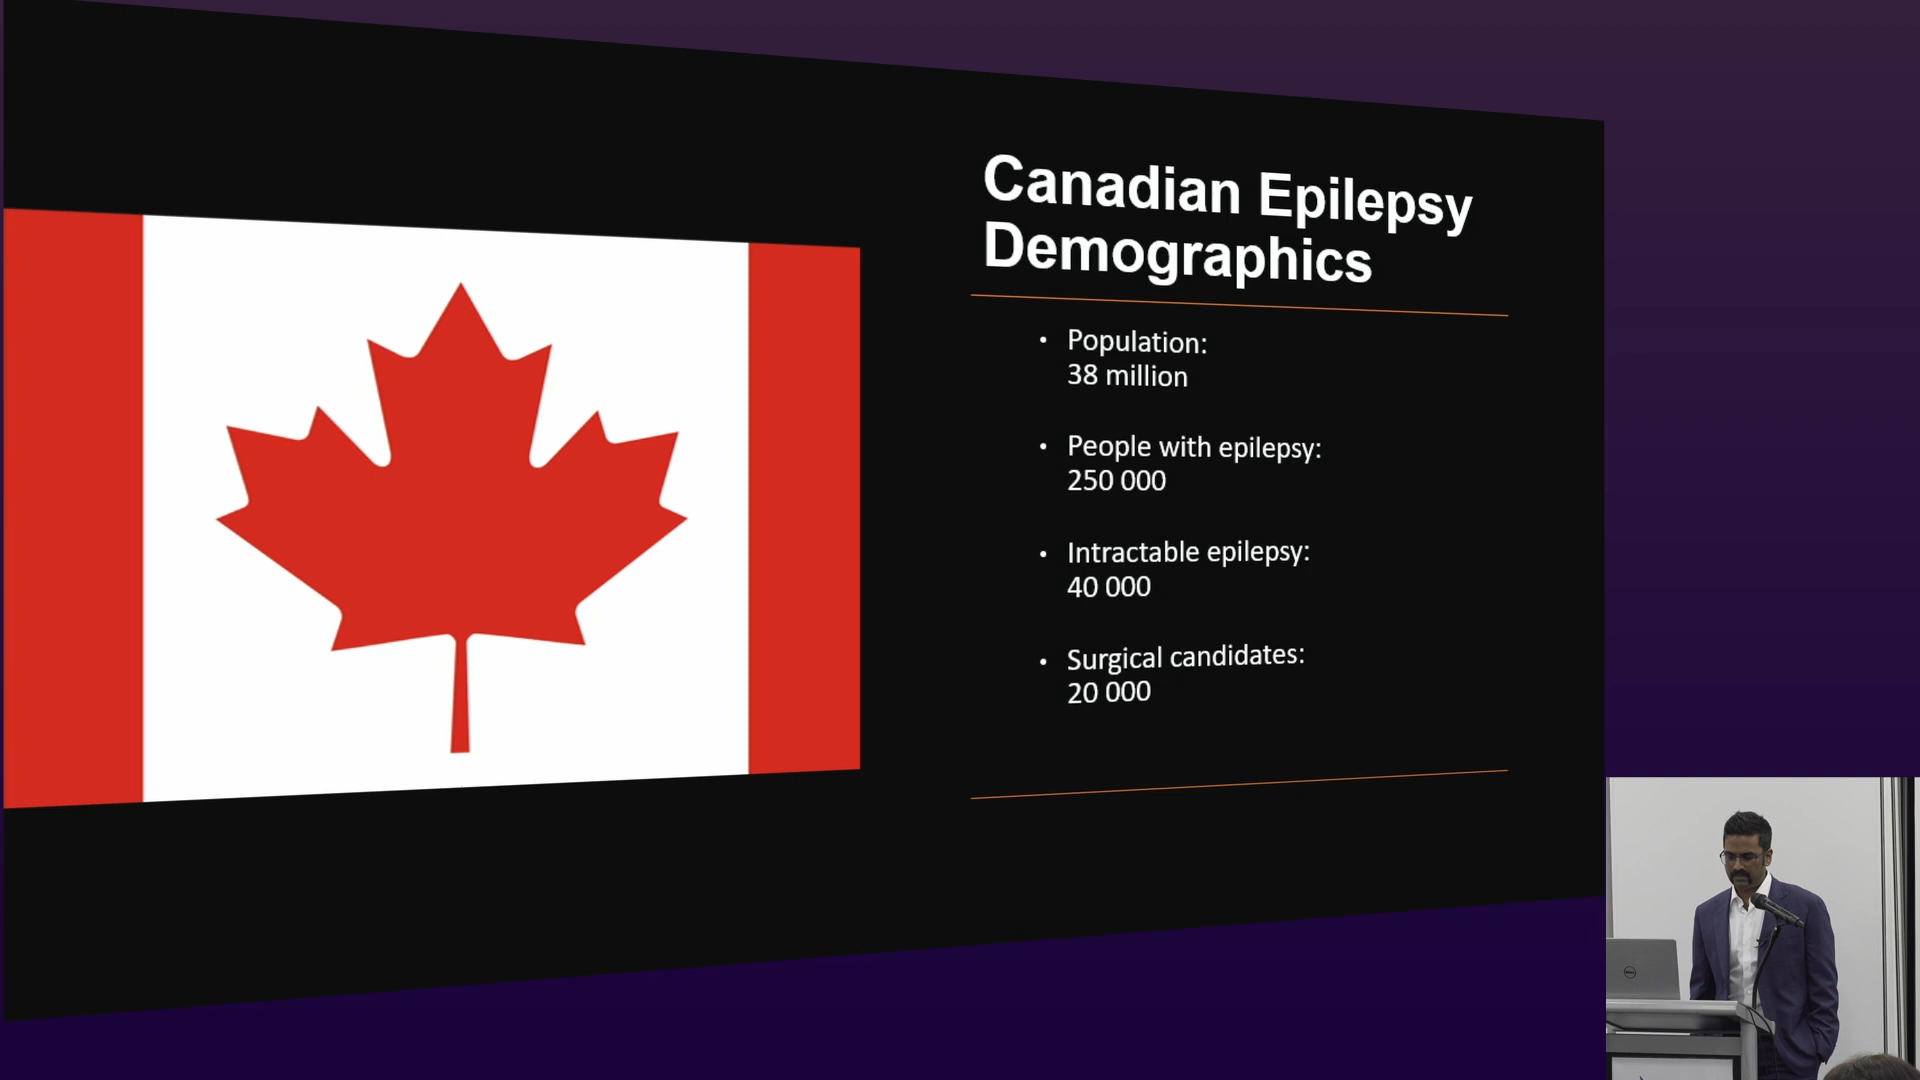 Canadian Epilepsy
Demographics
• Population:
38 million
• People with epilepsy:
250 000
• Intractable epilepsy:
40 000
• Surgical candidates:
20 000